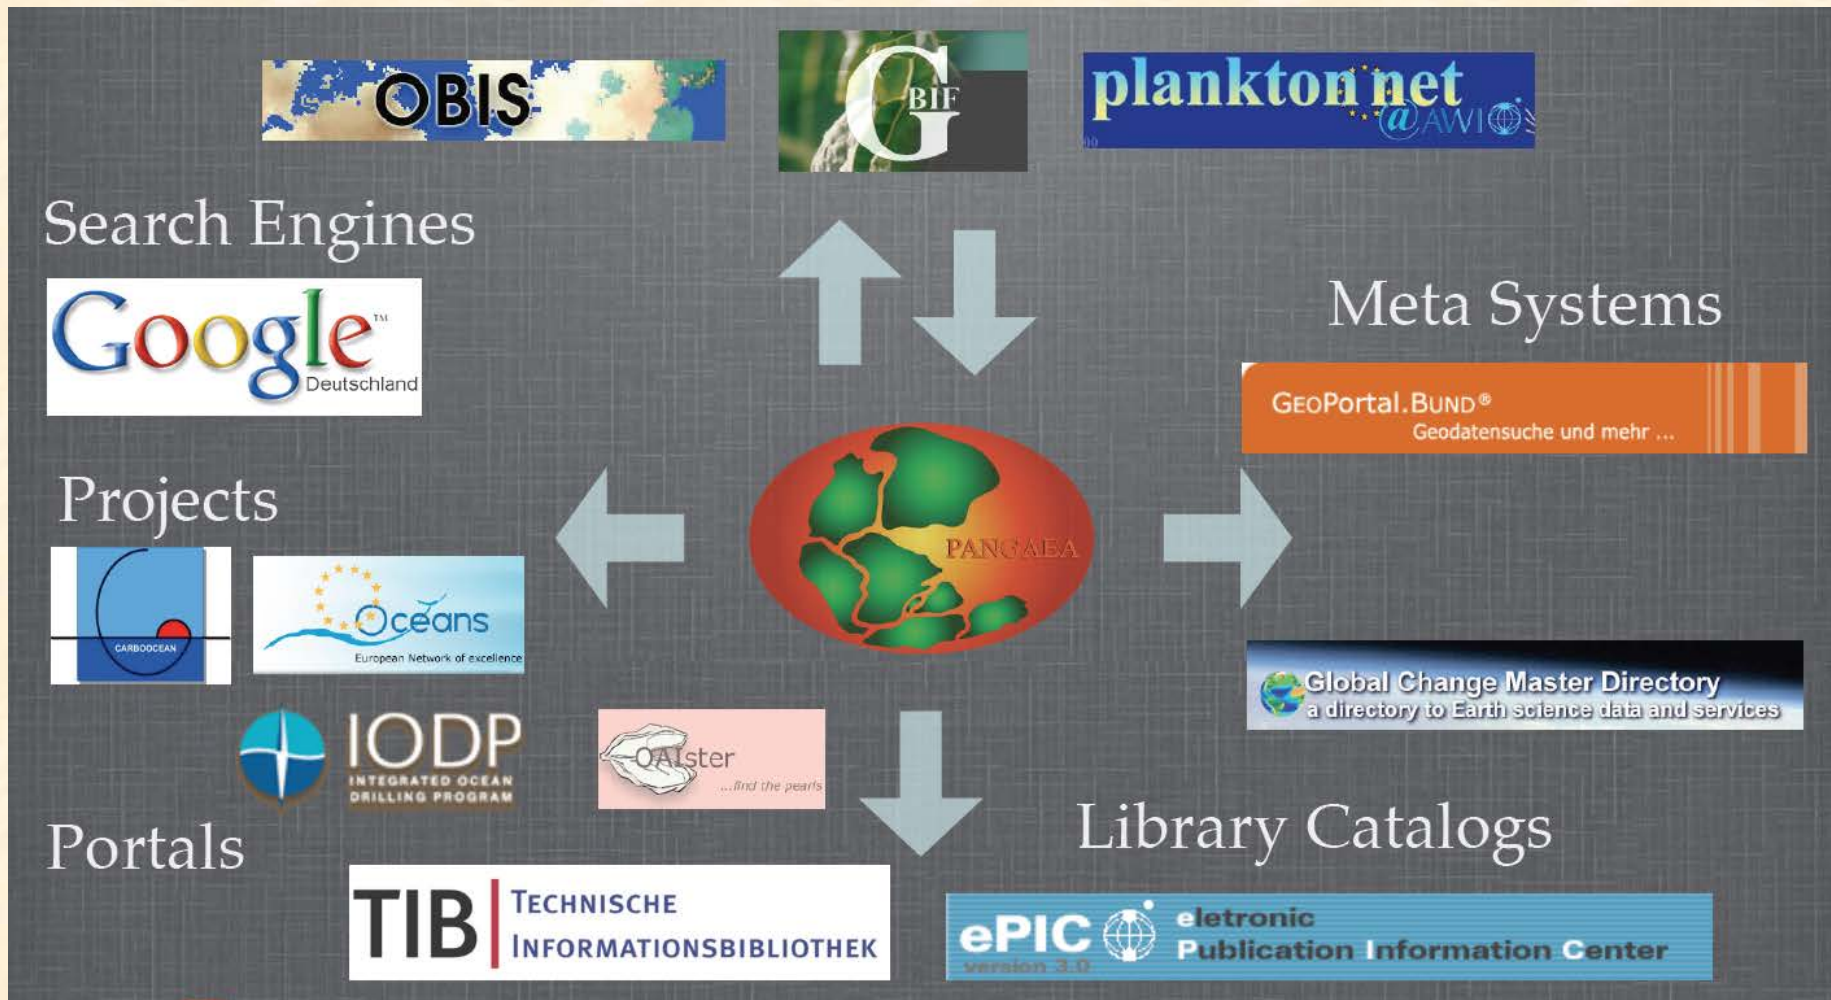 OBIS
G
BIF
plankton net
@AWI
00
Search Engines
Google™
Deutschland
Meta Systems
GEOPortal.BUND®
Geodatensuche und mehr ...
Projects
PANGAEA
CARBOOCEAN
Oceans
European Network of excellence
Global Change Master Directory
a directory to Earth science data and services
IODP
INTEGRATED OCEAN
DRILLING PROGRAM
OAIster
...find the pearls
Portals
Library Catalogs
TIB
TECHNISCHE
INFORMATIONSBIBLIOTHEK
ePIC
version 3.0
eletronic
Publication Information Center